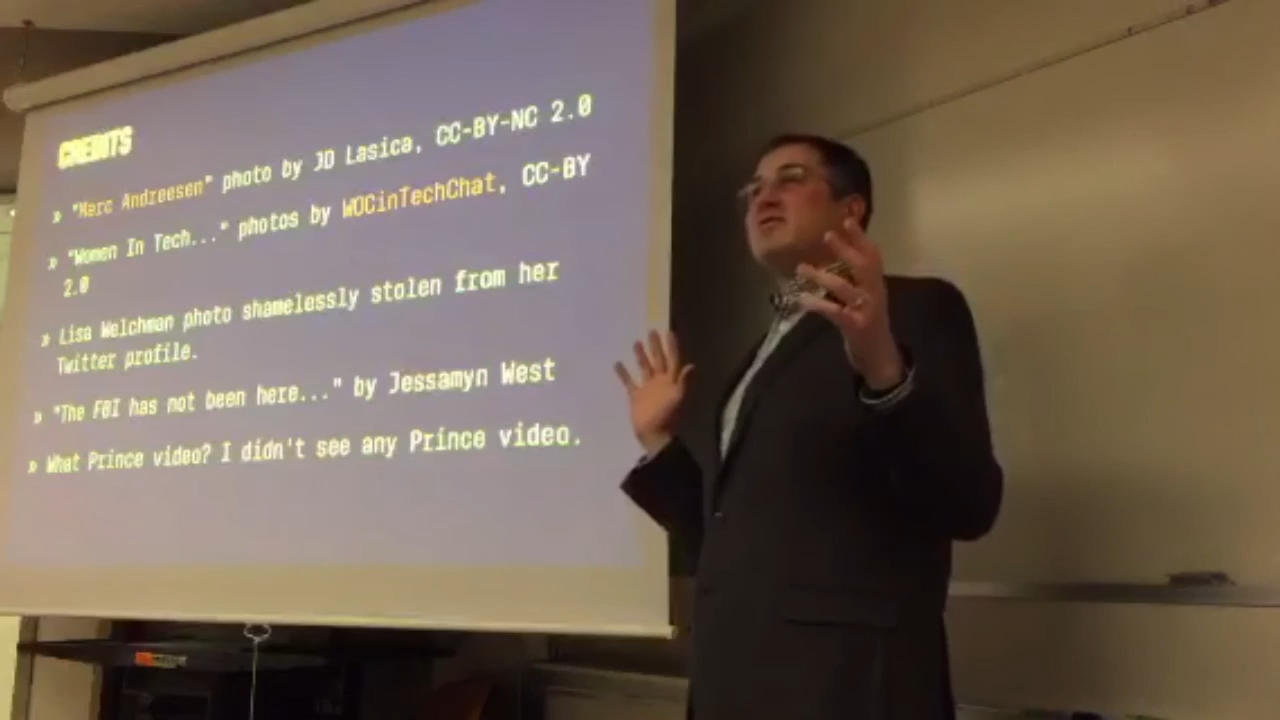 CREDITS
» "Marc Andreesen" photo by JD Lasica, CC-BY-NC 2.0
» "Women In Tech..." photos by WOCinTechChat, CC-BY
2.0
» Lisa Welchman photo shamelessly stolen from her
Twitter profile.
» "The FBI has not been here..." by Jessamyn West
» What Prince video? I didn't see any Prince video.